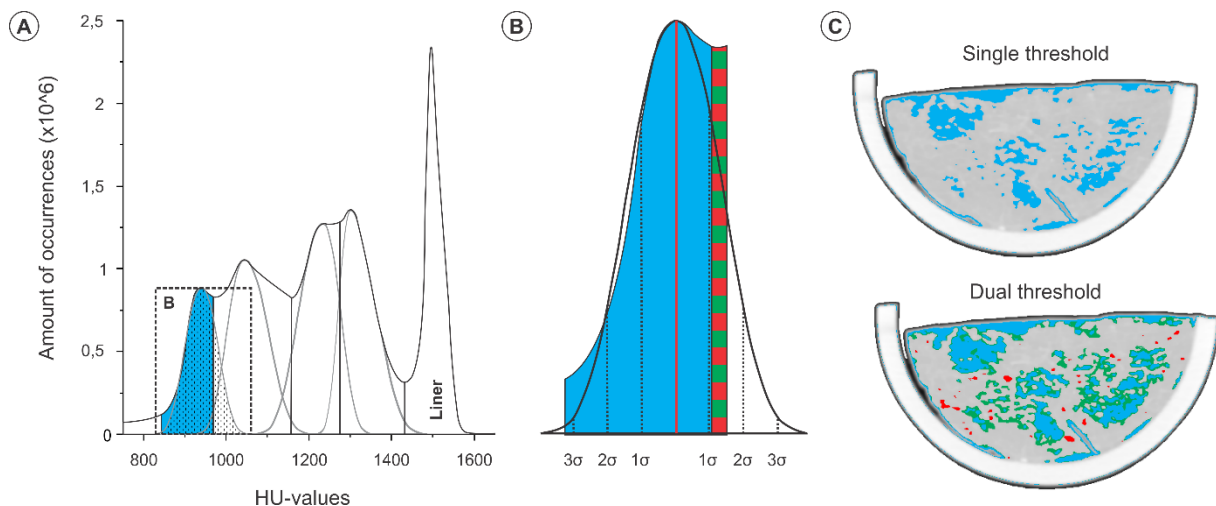 A
2,5
2
1,5
1
0,5
0
Amount of occurrences (x10^6)
B
Liner
800
1000
1200
1400
1600
HU-values
B
3σ
2σ
1σ
1σ
2σ
3σ
C
Single threshold
Dual threshold